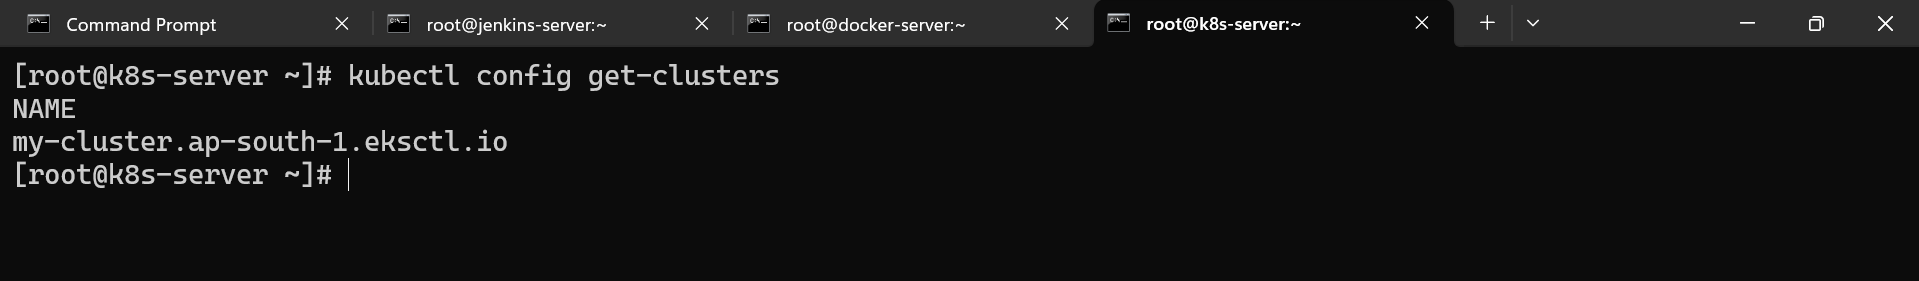 Command Prompt
root@jenkins-server:~
root@docker-server:~
root@k8s-server:~
[root@k8s-server ~]# kubectl config get-clusters
NAME
my-cluster.ap-south-1.eksctl.io
[root@k8s-server ~]#